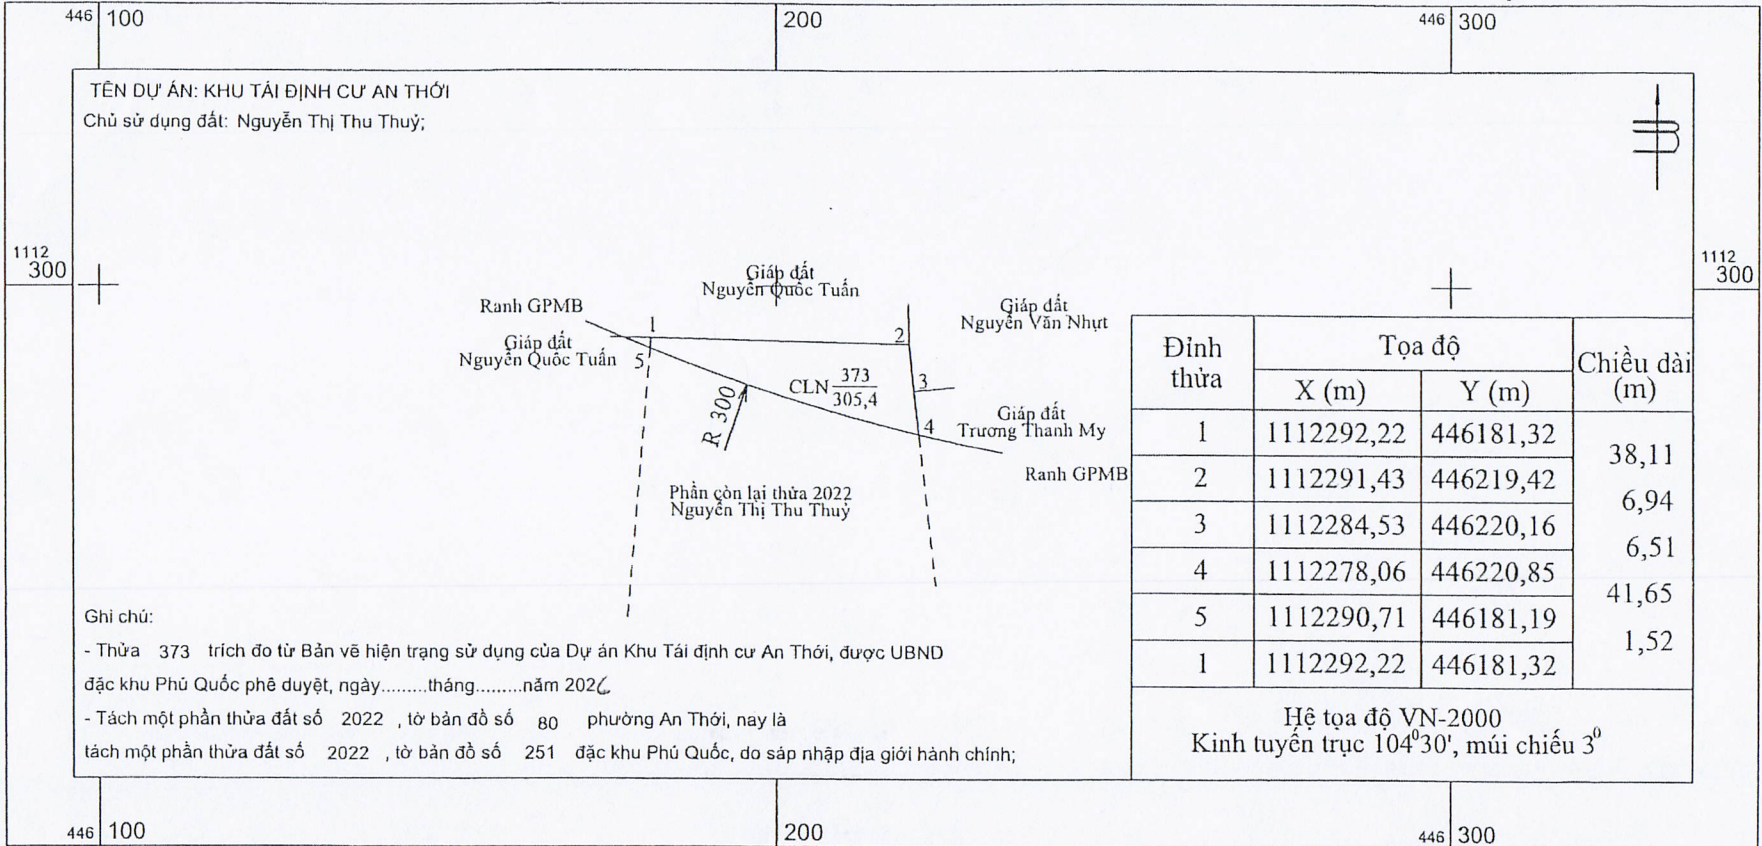 446 100
200
446 300
TÊN DỰ ÁN: KHU TÁI ĐỊNH CƯ AN THỚI
Chủ sử dụng đất: Nguyễn Thị Thu Thuỷ;
1112
300
1112
300
Giáp đất
Nguyễn Quốc Tuấn
Ranh GPMB
Giáp đất
Nguyễn Văn Nhựt
Giáp đất
Nguyễn Quốc Tuấn
1
2
5
3
CLN 373
305,4
R 300
4
Giáp đất
Trương Thanh My
Ranh GPMB
Phần còn lại thửa 2022
Nguyễn Thị Thu Thuỷ
Đỉnh thửa
Tọa độ
Chiều dài (m)
X (m) Y (m)
1 1112292,22 446181,32
38,11
2 1112291,43 446219,42
6,94
3 1112284,53 446220,16
6,51
4 1112278,06 446220,85
41,65
5 1112290,71 446181,19
1,52
1 1112292,22 446181,32
Hệ tọa độ VN-2000
Kinh tuyến trục 104⁰30', múi chiếu 3⁰
Ghi chú:
- Thửa 373 trích đo từ Bản vẽ hiện trạng sử dụng của Dự án Khu Tái định cư An Thới, được UBND
đặc khu Phú Quốc phê duyệt, ngày.........tháng.........năm 2026
- Tách một phần thửa đất số 2022 , tờ bản đồ số 80 phường An Thới, nay là
tách một phần thửa đất số 2022 , tờ bản đồ số 251 đặc khu Phú Quốc, do sáp nhập địa giới hành chính;
446 100
200
446 300